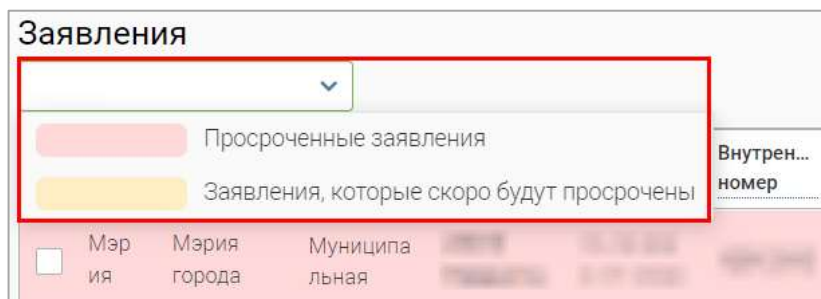 Заявления
Просроченные заявления
Заявления, которые скоро будут просрочены
Внутрен...
номер
Мэр
ия
Мэрия
города
Муниципа
льная